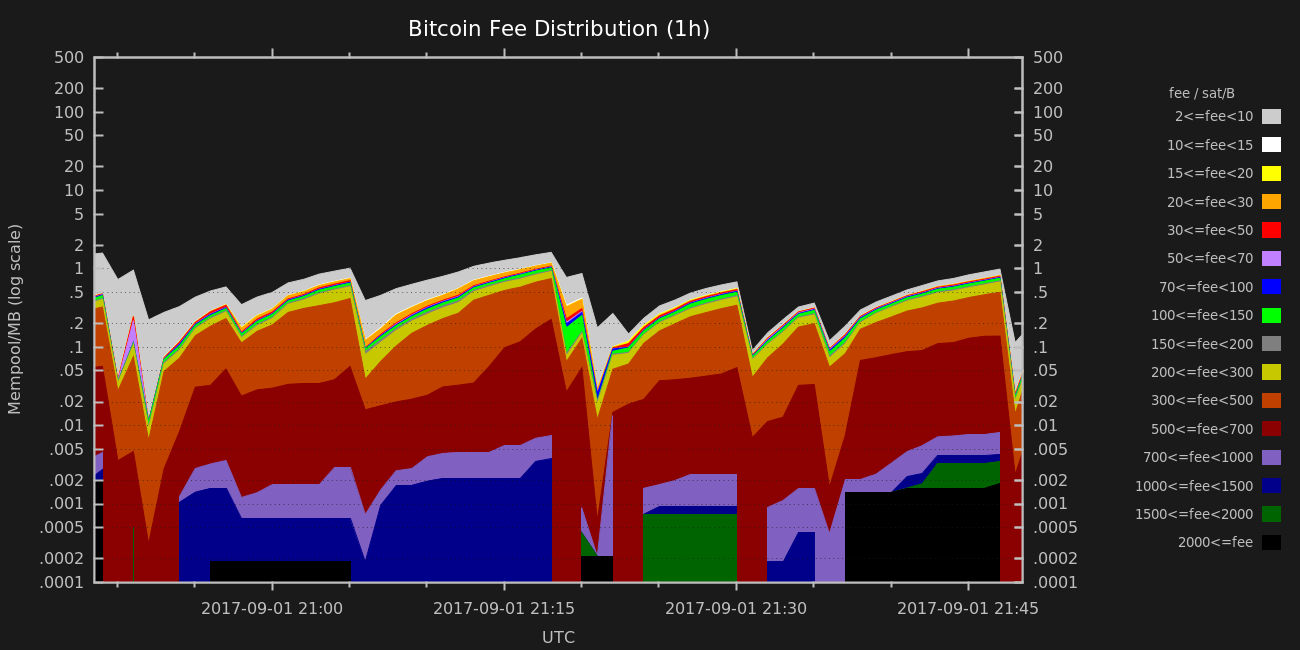 Bitcoin Fee Distribution (1h)
Mempool/MB (log scale)
500
200
100
50
20
10
5
2
1
.5
.2
.1
.05
.02
.01
.005
.002
.001
.0005
.0002
.0001
500
200
100
50
20
10
5
2
1
.5
.2
.1
.05
.02
.01
.005
.002
.001
.0005
.0002
.0001
2017-09-01 21:00
2017-09-01 21:15
2017-09-01 21:30
2017-09-01 21:45
UTC
fee / sat/B
2<=fee<10
10<=fee<15
15<=fee<20
20<=fee<30
30<=fee<50
50<=fee<70
70<=fee<100
100<=fee<150
150<=fee<200
200<=fee<300
300<=fee<500
500<=fee<700
700<=fee<1000
1000<=fee<1500
1500<=fee<2000
2000<=fee